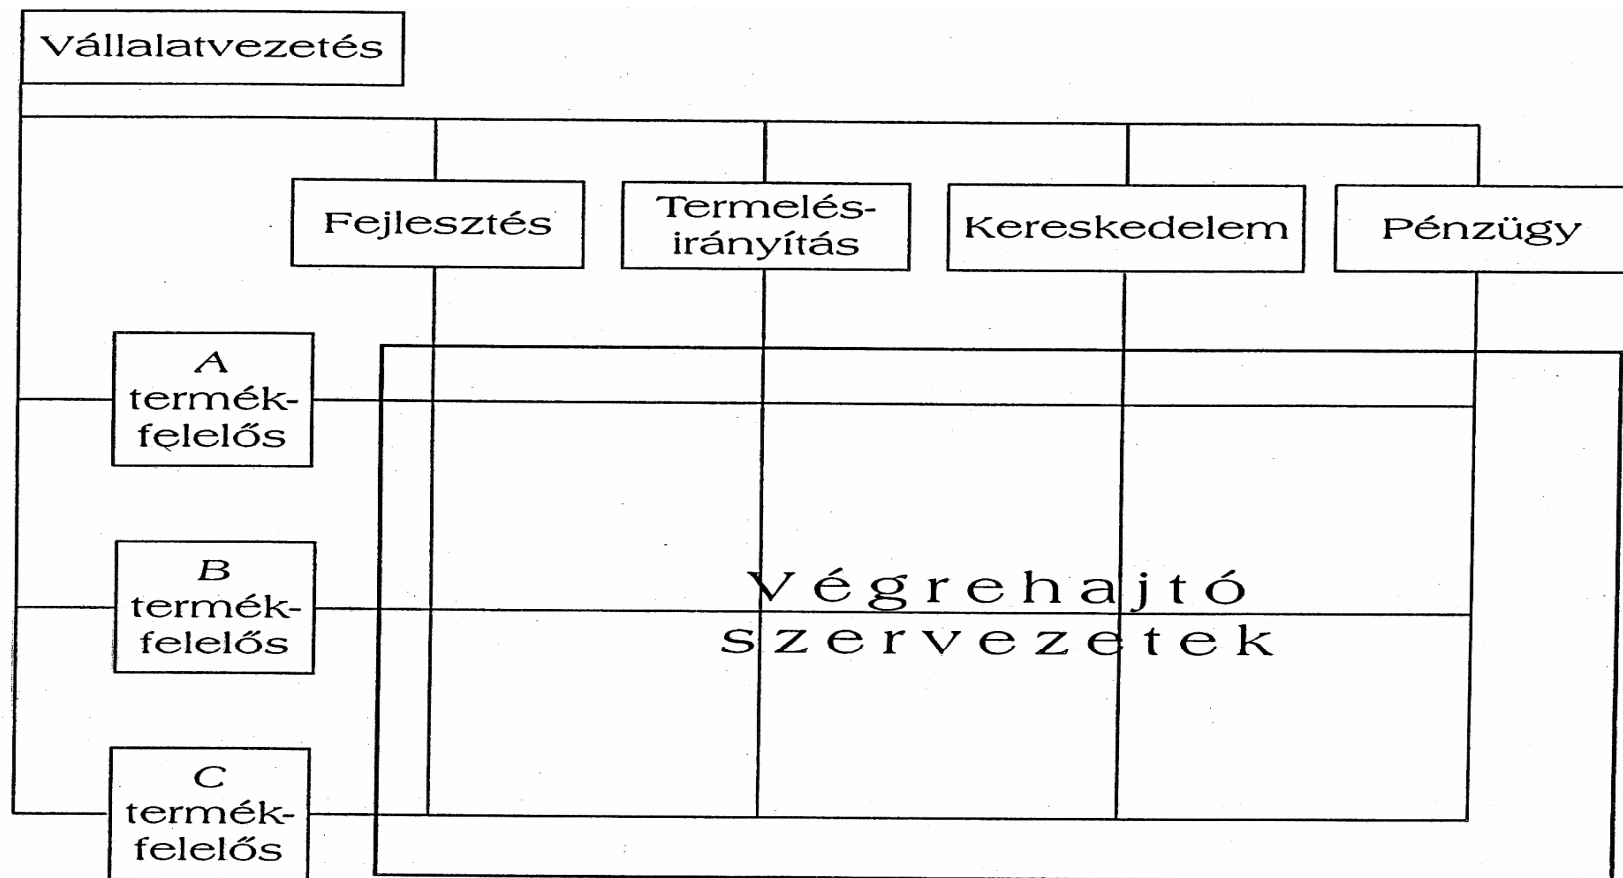 Vállalatvezetés
Fejlesztés
Termelés-
irányítás
Kereskedelem
Pénzügy
A
termék-
felelős
B
termék-
felelős
C
termék-
felelős
Végrehajtó
szervezetek